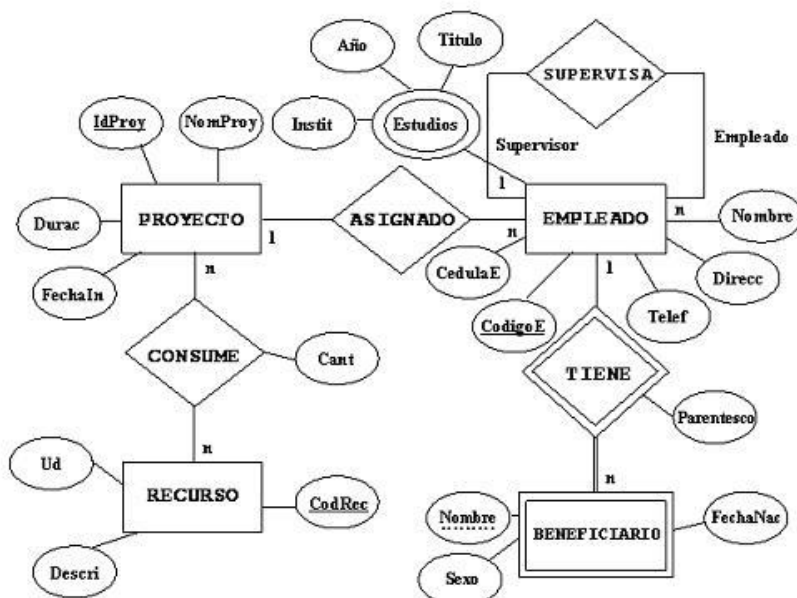 Año
Titulo
SUPERVISA
IdProy
NomProy
Instit
Estudios
Supervisor
Empleado
Durac
PROYECTO
1
ASIGNADO
n
1
EMPLEADO
n
Nombre
FechaIn
n
CedulaE
1
Direcc
CodigoE
Telef
CONSUME
Cant
TIENE
Parentesco
Ud
n
RECURSO
CodRec
n
Nombre
BENEFICIARIO
FechaNac
Descri
Sexo